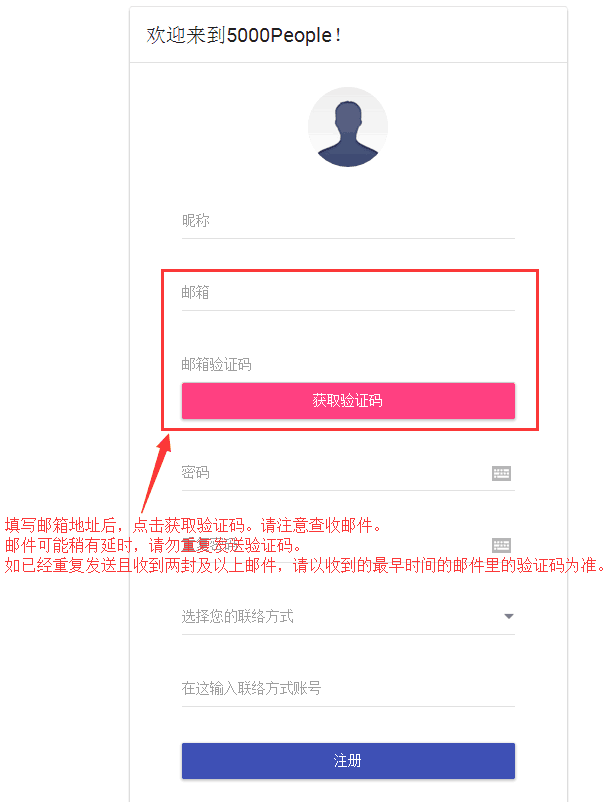 欢迎来到5000People!
昵称
邮箱
邮箱验证码
获取验证码
密码
填写邮箱地址后，点击获取验证码。请注意查收邮件。
邮件可能稍有延时，请勿重复发送验证码。
如已经重复发送且收到两封及以上邮件，请以收到的最早时间的邮件里的验证码为准。
选择您的联络方式
在这输入联络方式账号
注册